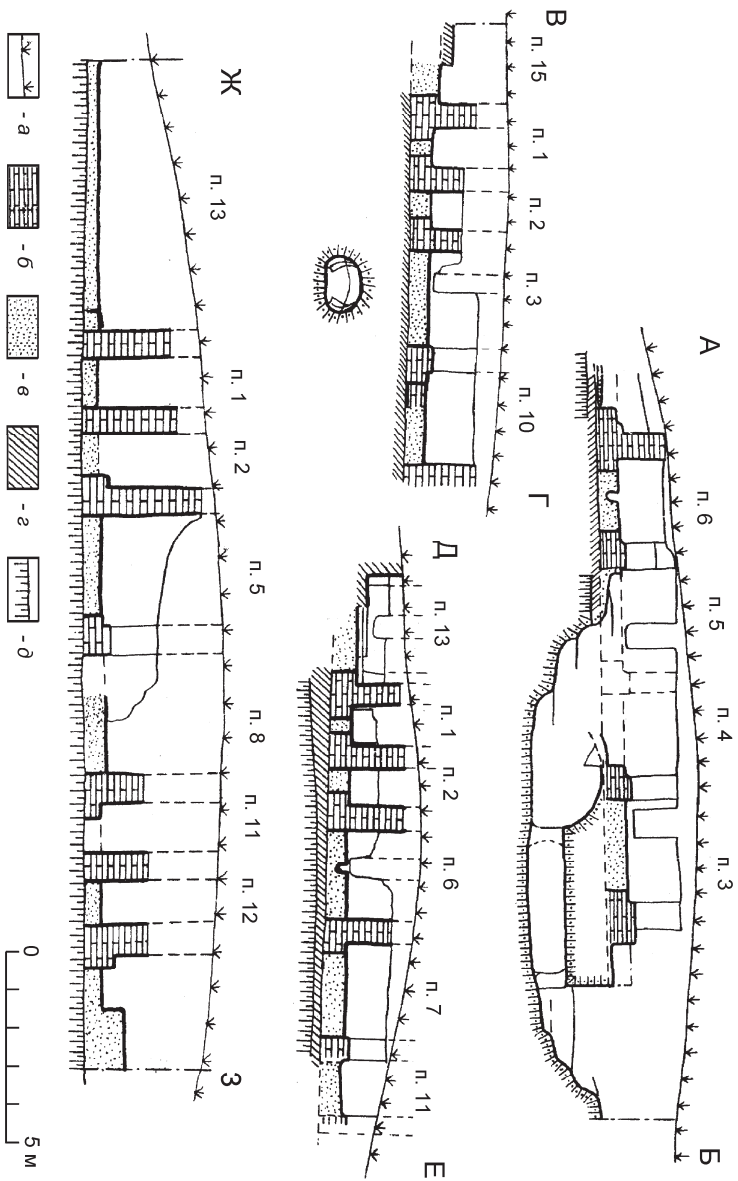 А п. 6 п. 5 п. 4 п. 3 Б
В п. 15 п. 1 п. 2 п. 3 п. 10 Г
Д п. 13 п. 1 п. 2 п. 6 п. 7 п. 11 Е
Ж п. 13 п. 1 п. 2 п. 5 п. 8 п. 11 п. 12 З
- а - б - в - г - д 0 5 м